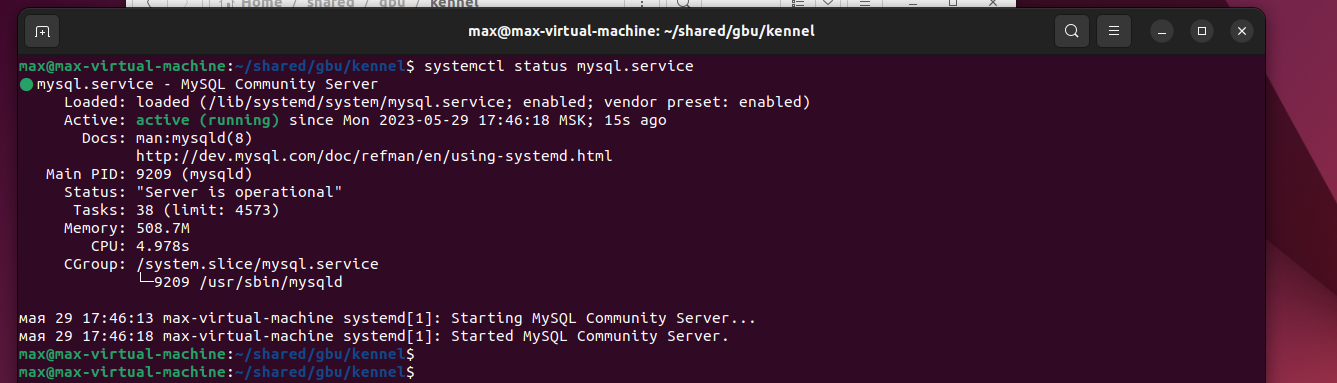 Home / shared / gbu / kennel
max@max-virtual-machine: ~/shared/gbu/kennel
max@max-virtual-machine:~/shared/gbu/kennel$ systemctl status mysql.service
● mysql.service - MySQL Community Server
Loaded: loaded (/lib/systemd/system/mysql.service; enabled; vendor preset: enabled)
Active: active (running) since Mon 2023-05-29 17:46:18 MSK; 15s ago
Docs: man:mysqld(8)
http://dev.mysql.com/doc/refman/en/using-systemd.html
Main PID: 9209 (mysqld)
Status: "Server is operational"
Tasks: 38 (limit: 4573)
Memory: 508.7M
CPU: 4.978s
CGroup: /system.slice/mysql.service
└─9209 /usr/sbin/mysqld
мая 29 17:46:13 max-virtual-machine systemd[1]: Starting MySQL Community Server...
мая 29 17:46:18 max-virtual-machine systemd[1]: Started MySQL Community Server.
max@max-virtual-machine:~/shared/gbu/kennel$
max@max-virtual-machine:~/shared/gbu/kennel$